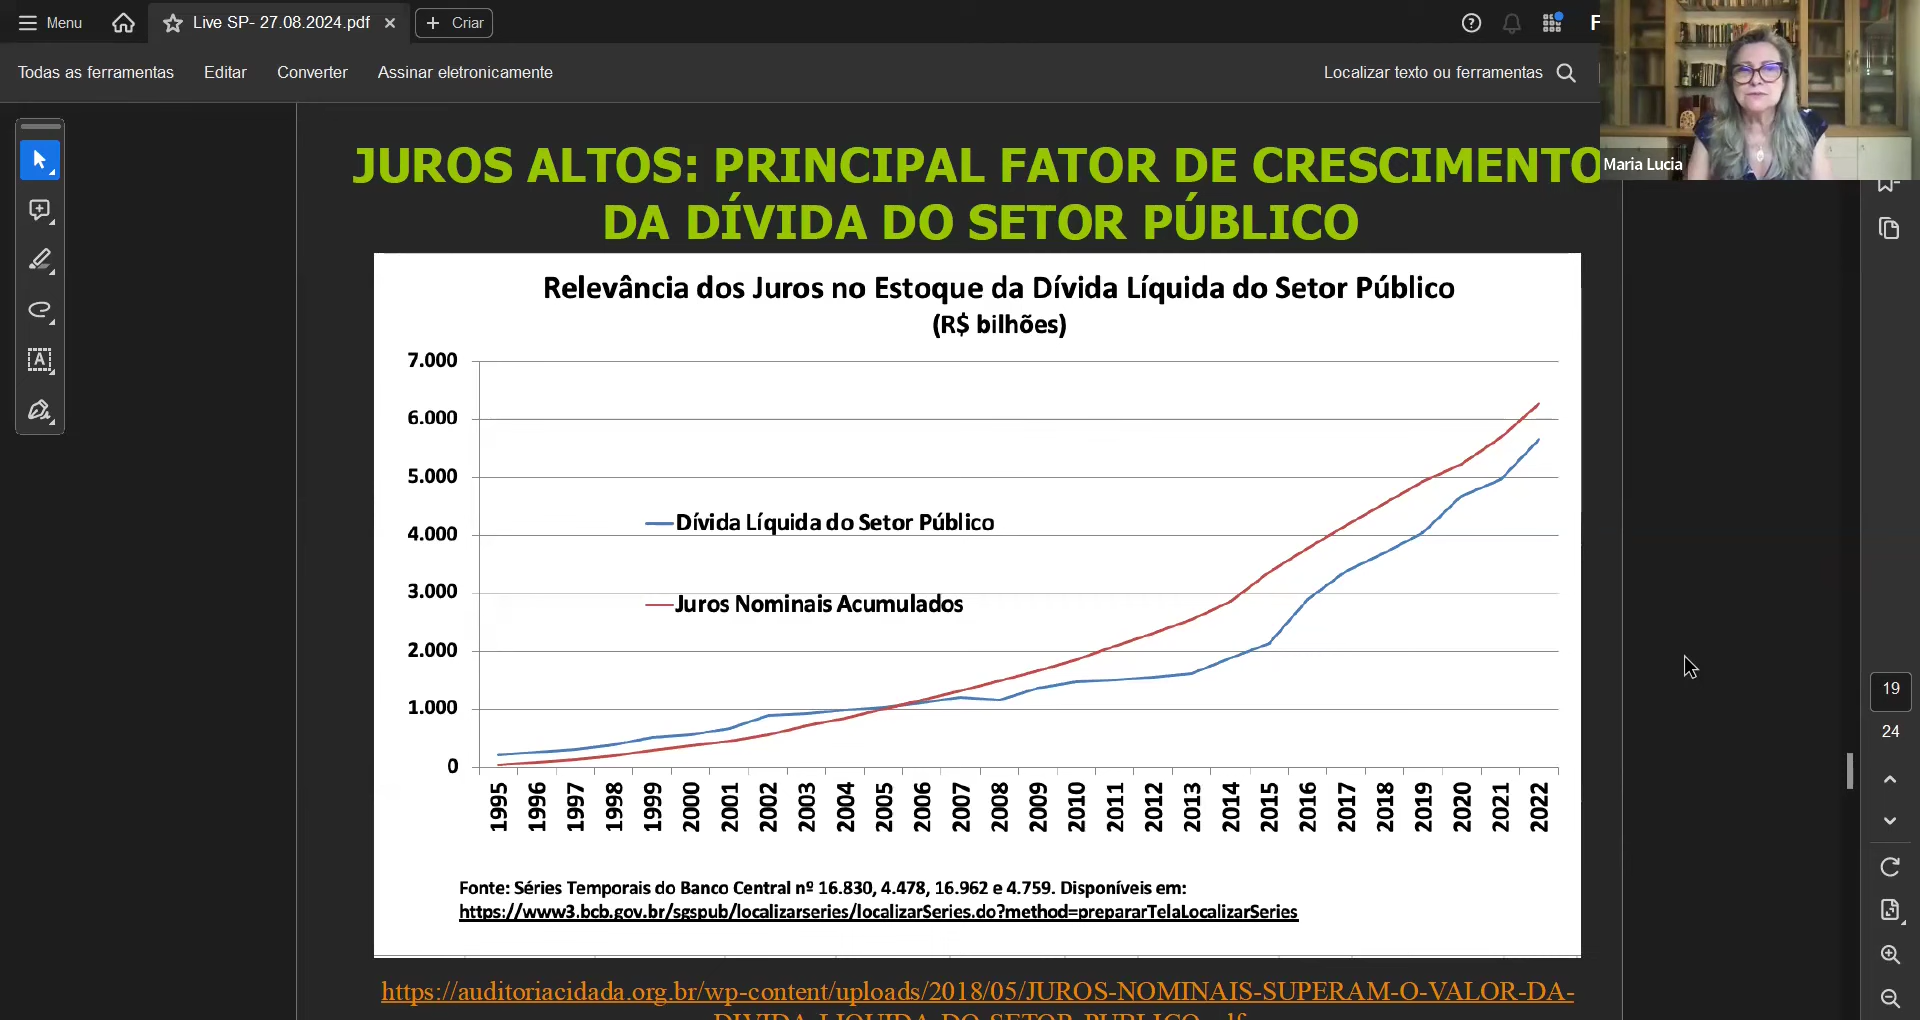 Menu
Live SP- 27.08.2024.pdf
Criar
Todas as ferramentas
Editar
Converter
Assinar eletronicamente
Localizar texto ou ferramentas
Maria Lucia
JUROS ALTOS: PRINCIPAL FATOR DE CRESCIMENTO
DA DÍVIDA DO SETOR PÚBLICO
Relevância dos Juros no Estoque da Dívida Líquida do Setor Público
(R$ bilhões)
7.000
6.000
5.000
4.000
3.000
2.000
1.000
0
Dívida Líquida do Setor Público
Juros Nominais Acumulados
1995 1996 1997 1998 1999 2000 2001 2002 2003 2004 2005 2006 2007 2008 2009 2010 2011 2012 2013 2014 2015 2016 2017 2018 2019 2020 2021 2022
Fonte: Séries Temporais do Banco Central nº 16.830, 4.478, 16.962 e 4.759. Disponíveis em:
https://www3.bcb.gov.br/sgspub/localizarseries/localizarSeries.do?method=prepararTelaLocalizarSeries
https://auditoriacidada.org.br/wp-content/uploads/2018/05/JUROS-NOMINAIS-SUPERAM-O-VALOR-DA-
19
24